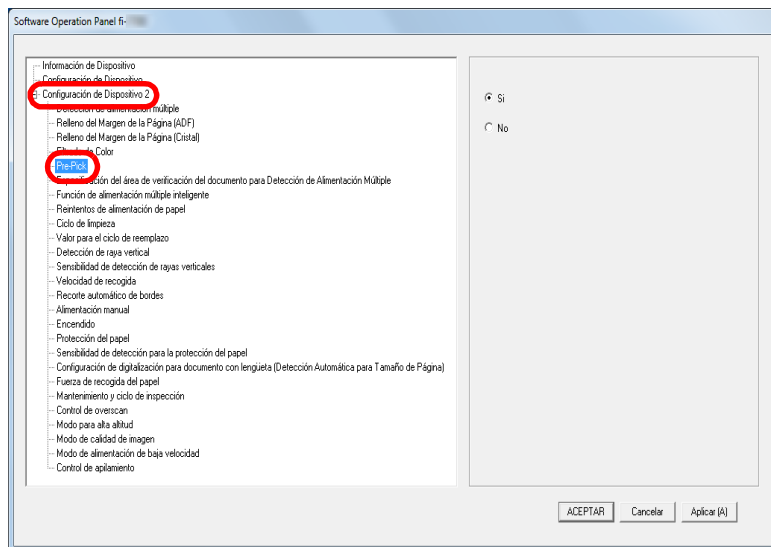 Software Operation Panel fi-
Información de Dispositivo
Configuración de Dispositivo
Configuración de Dispositivo 2
Detección de alimentación múltiple
Relleno del Margen de la Página (ADF)
Relleno del Margen de la Página (Cristal)
Filtrado de Color
Pre-Pick
Especificación del área de verificación del documento para Detección de Alimentación Múltiple
Función de alimentación múltiple inteligente
Reintentos de alimentación de papel
Ciclo de limpieza
Valor para el ciclo de reemplazo
Detección de raya vertical
Sensibilidad de detección de rayas verticales
Velocidad de recogida
Recorte automático de bordes
Alimentación manual
Encendido
Protección del papel
Sensibilidad de detección para la protección del papel
Configuración de digitalización para documento con lengüeta (Detección Automática para Tamaño de Página)
Fuerza de recogida del papel
Mantenimiento y ciclo de inspección
Control de overscan
Modo para alta altitud
Modo de calidad de imagen
Modo de alimentación de baja velocidad
Control de apilamiento
Si
No
ACEPTAR Cancelar Aplicar (A)